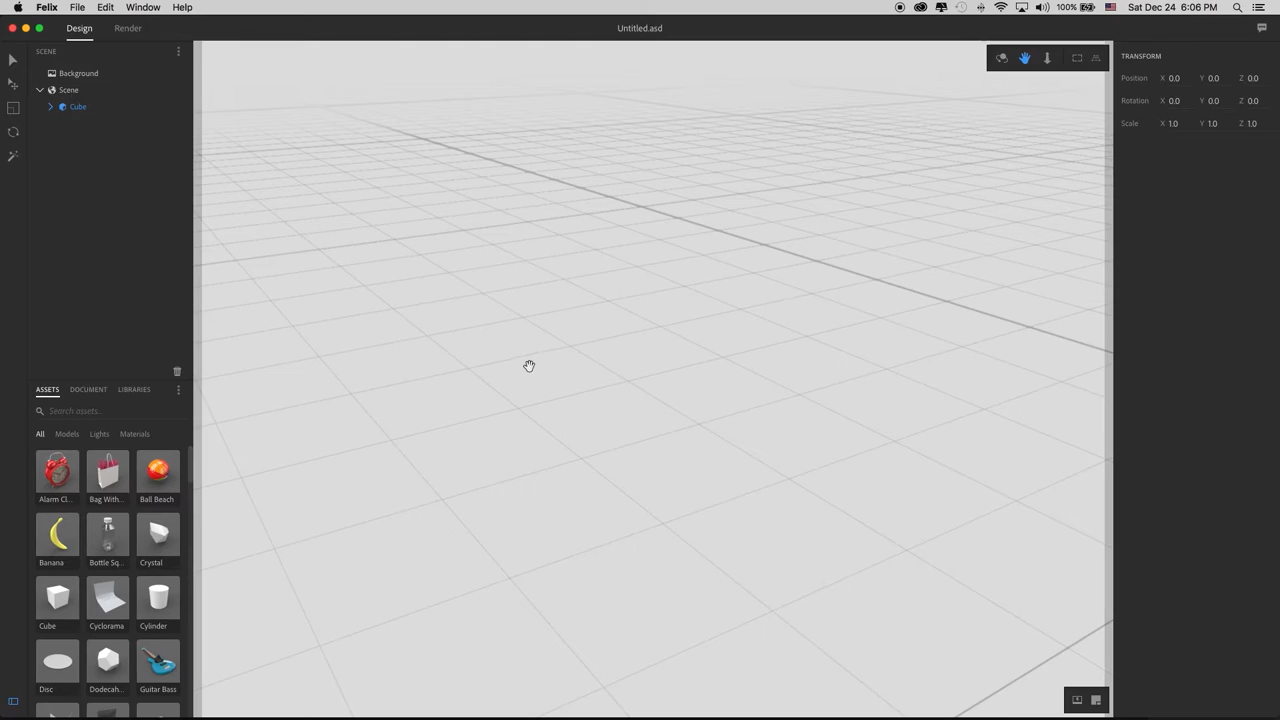 Felix File Edit Window Help 100% Sat Dec 24 6:06 PM
Design Render Untitled.asd
SCENE
Background
Scene
Cube
TRANSFORM
Position X 0.0 Y 0.0 Z 0.0
Rotation X 0.0 Y 0.0 Z 0.0
Scale X 1.0 Y 1.0 Z 1.0
ASSETS DOCUMENT LIBRARIES
Search assets..
All Models Lights Materials
Alarm Cl... Bag With... Ball Beach
Banana Bottle Sq... Crystal
Cube Cyclorama Cylinder
Disc Dodecah... Guitar Bass